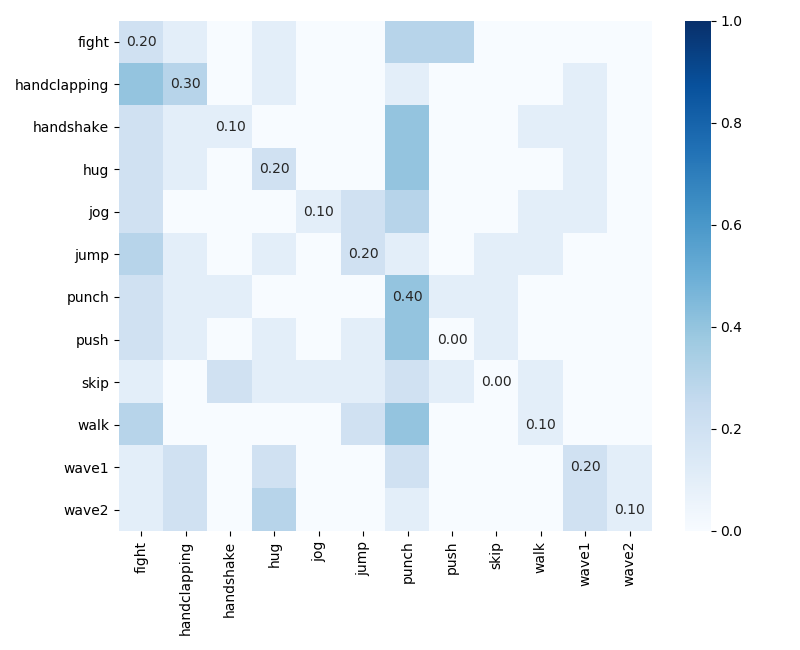 fight 0.20
handclapping 0.30
handshake 0.10
hug 0.20
jog 0.10
jump 0.20
punch 0.40
push 0.00
skip 0.00
walk 0.10
wave1 0.20
wave2 0.10
fight handclapping handshake hug jog jump punch push skip walk wave1 wave2
1.0
0.8
0.6
0.4
0.2
0.0